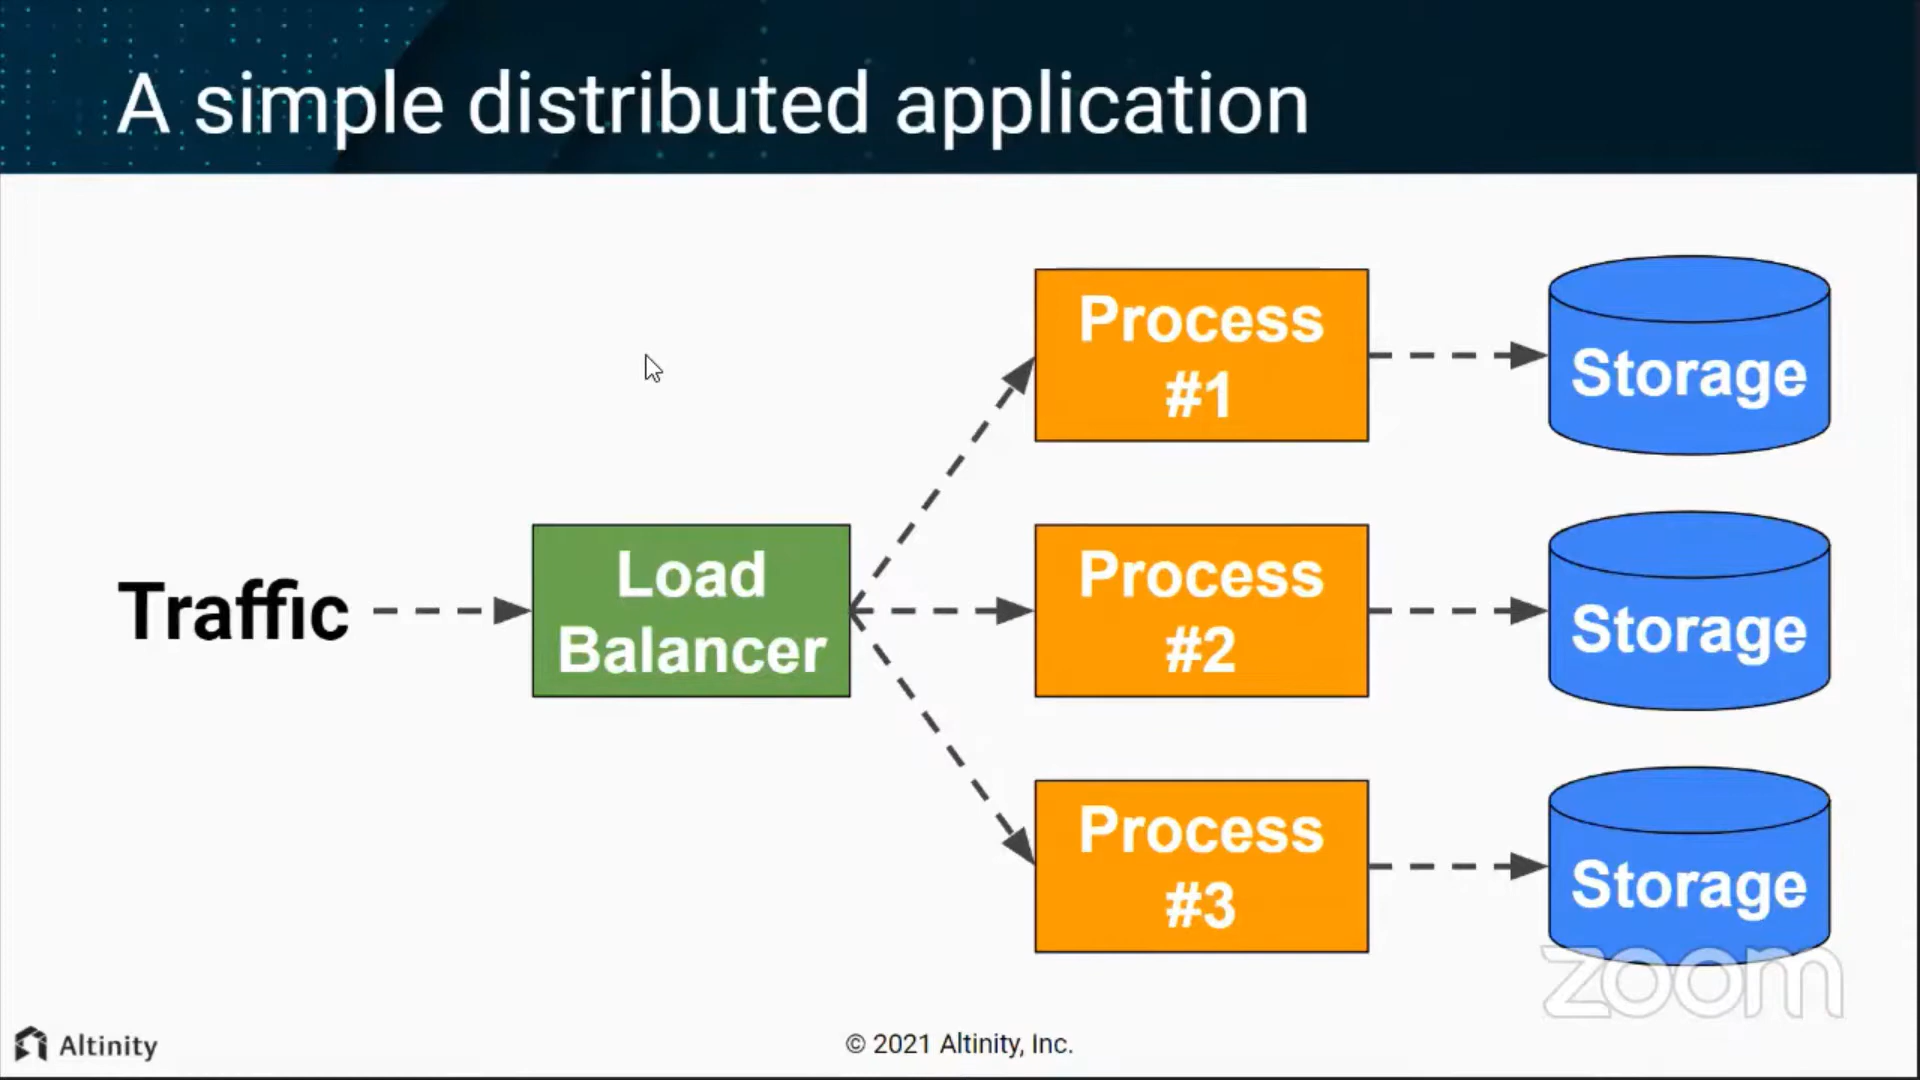 A simple distributed application
Traffic
Load
Balancer
Process
#1
Storage
Process
#2
Storage
Process
#3
Storage
zoom
Altinity
© 2021 Altinity, Inc.